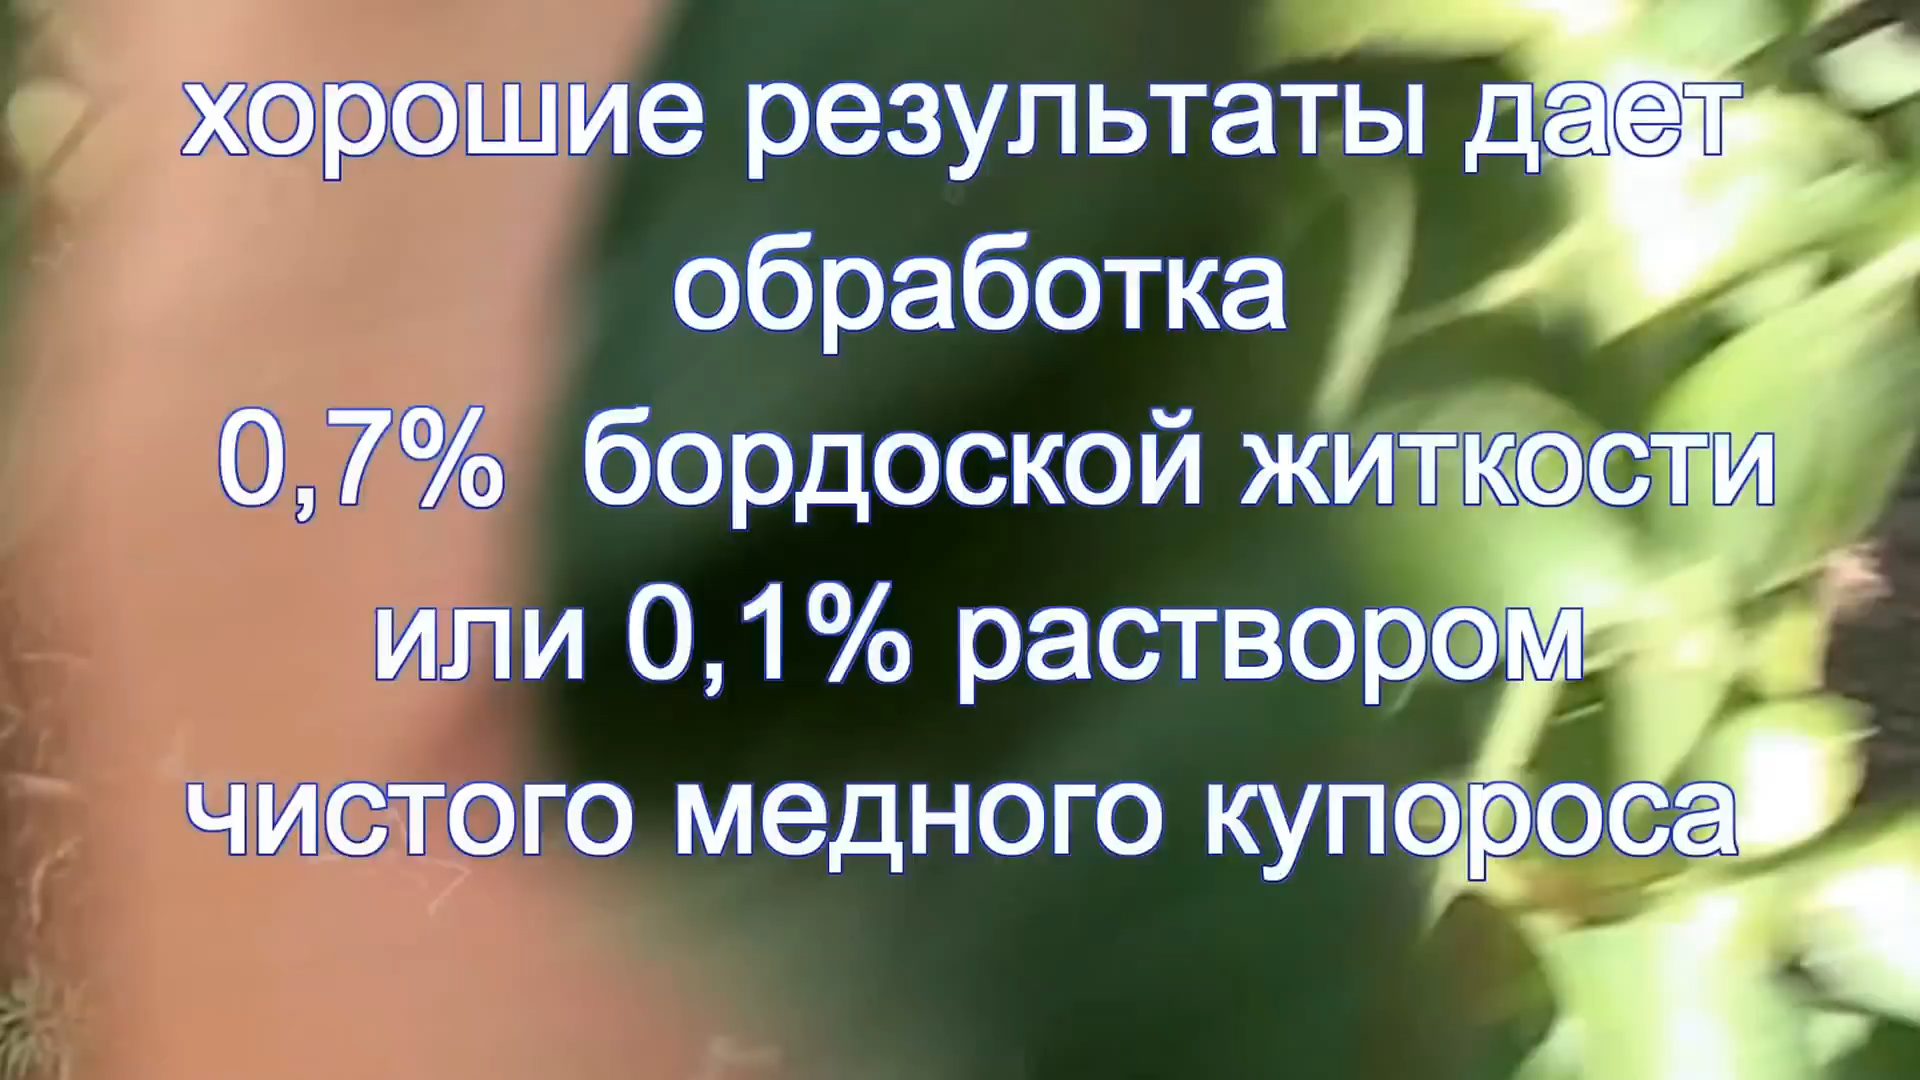 хорошие результаты дает
обработка
0,7% бордоской житкости
или 0,1% раствором
чистого медного купороса